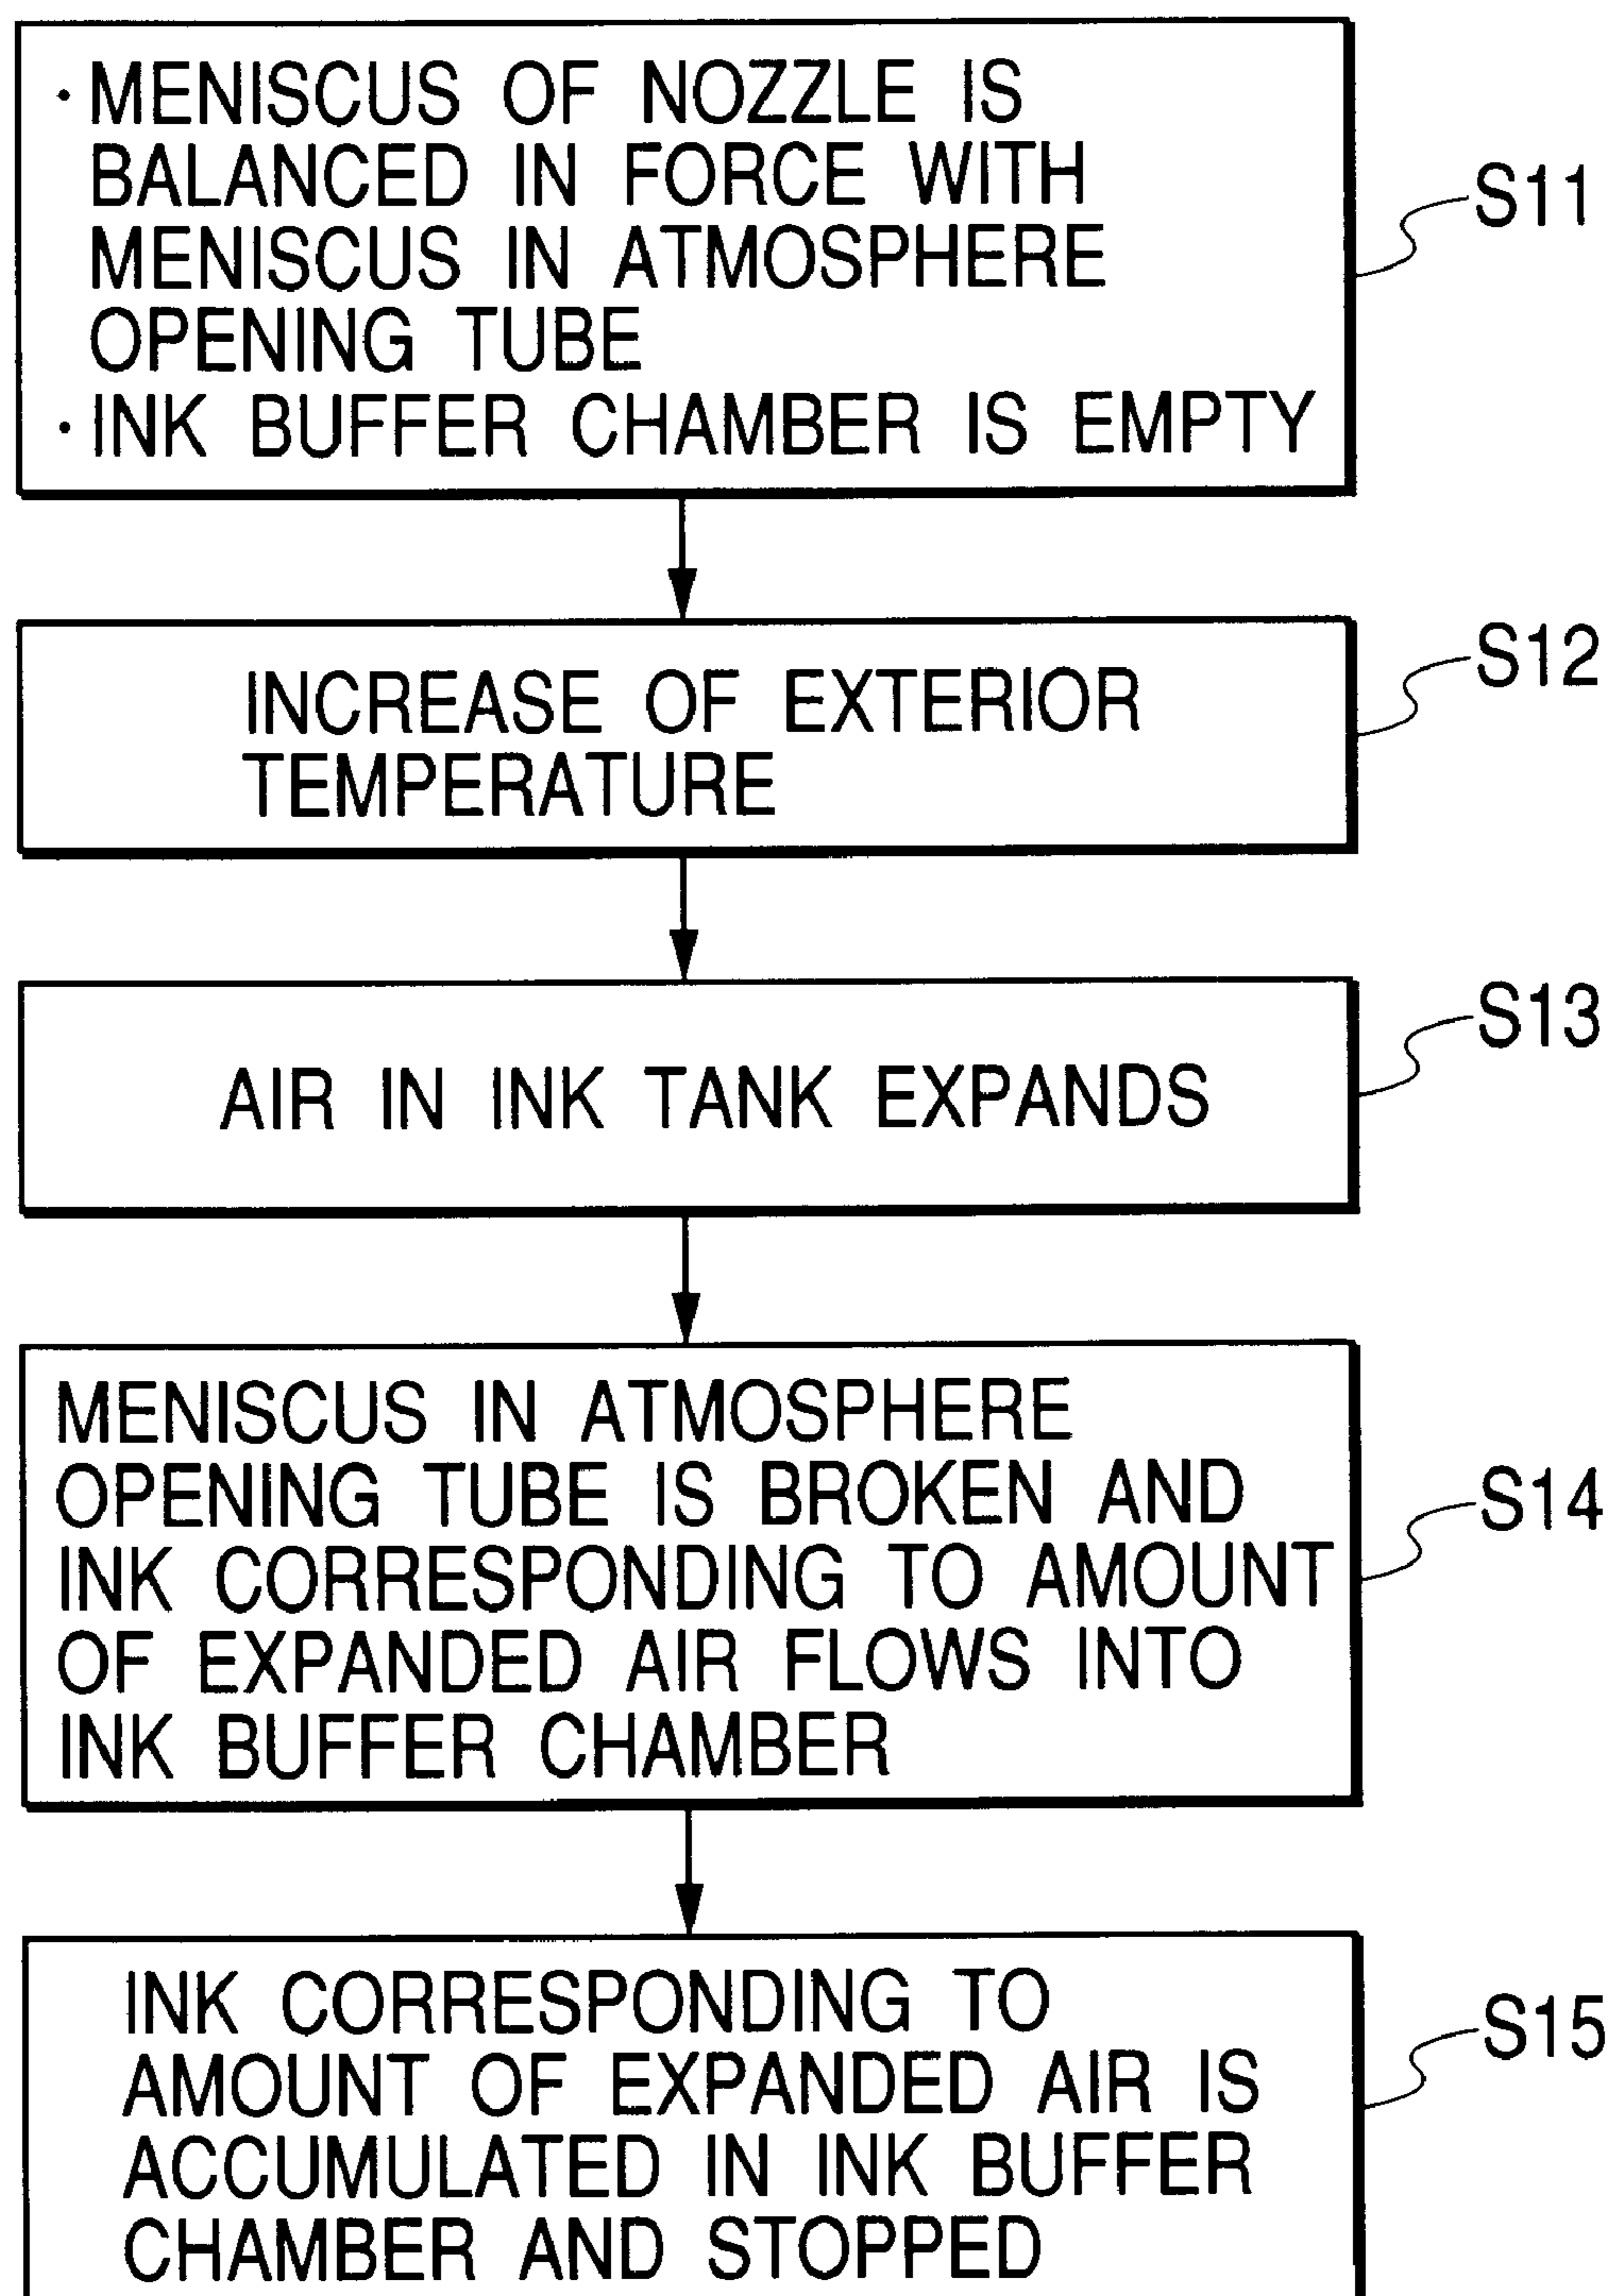 · MENISCUS OF NOZZLE IS
BALANCED IN FORCE WITH
MENISCUS IN ATMOSPHERE
OPENING TUBE
· INK BUFFER CHAMBER IS EMPTY
S11
INCREASE OF EXTERIOR
TEMPERATURE
S12
AIR IN INK TANK EXPANDS
S13
MENISCUS IN ATMOSPHERE
OPENING TUBE IS BROKEN AND
INK CORRESPONDING TO AMOUNT
OF EXPANDED AIR FLOWS INTO
INK BUFFER CHAMBER
S14
INK CORRESPONDING TO
AMOUNT OF EXPANDED AIR IS
ACCUMULATED IN INK BUFFER
CHAMBER AND STOPPED
S15